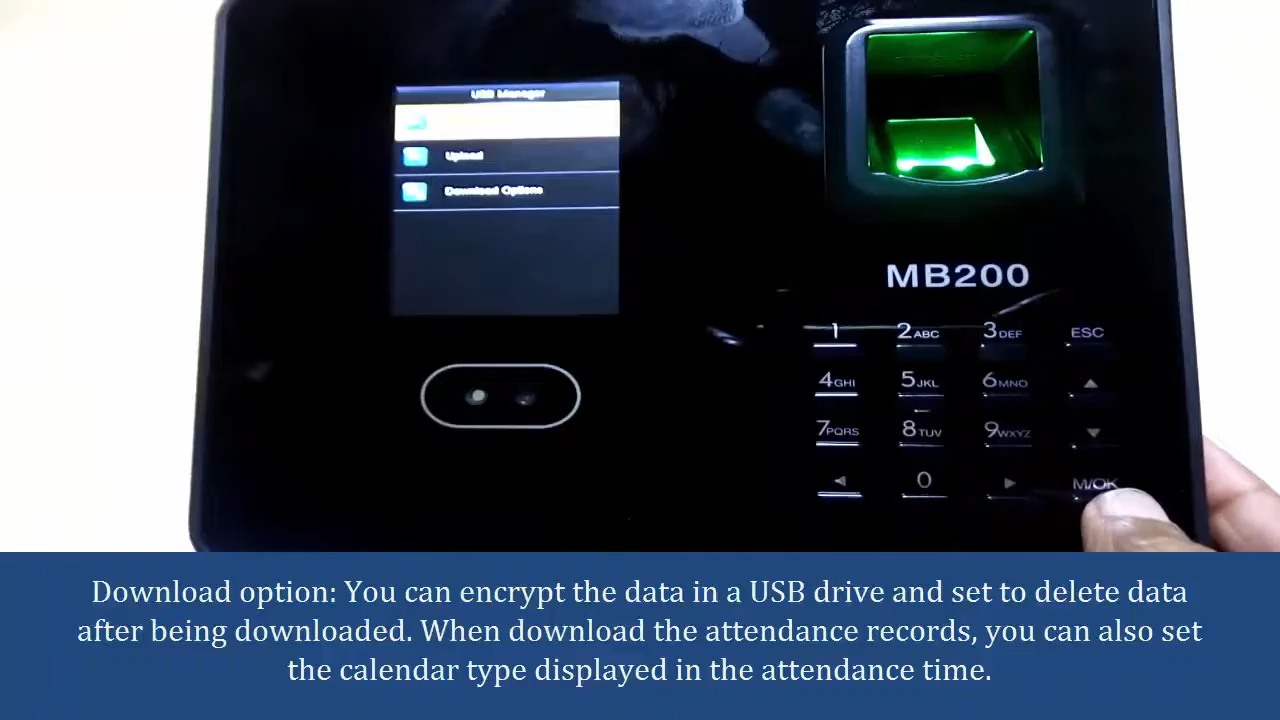 USB Manager
Upload
Download Options
MB200
1 2ABC 3DEF ESC
4GHI 5JKL 6MNO
7PQRS 8TUV 9WXYZ
0 M/OK
Download option: You can encrypt the data in a USB drive and set to delete data
after being downloaded. When download the attendance records, you can also set
the calendar type displayed in the attendance time.